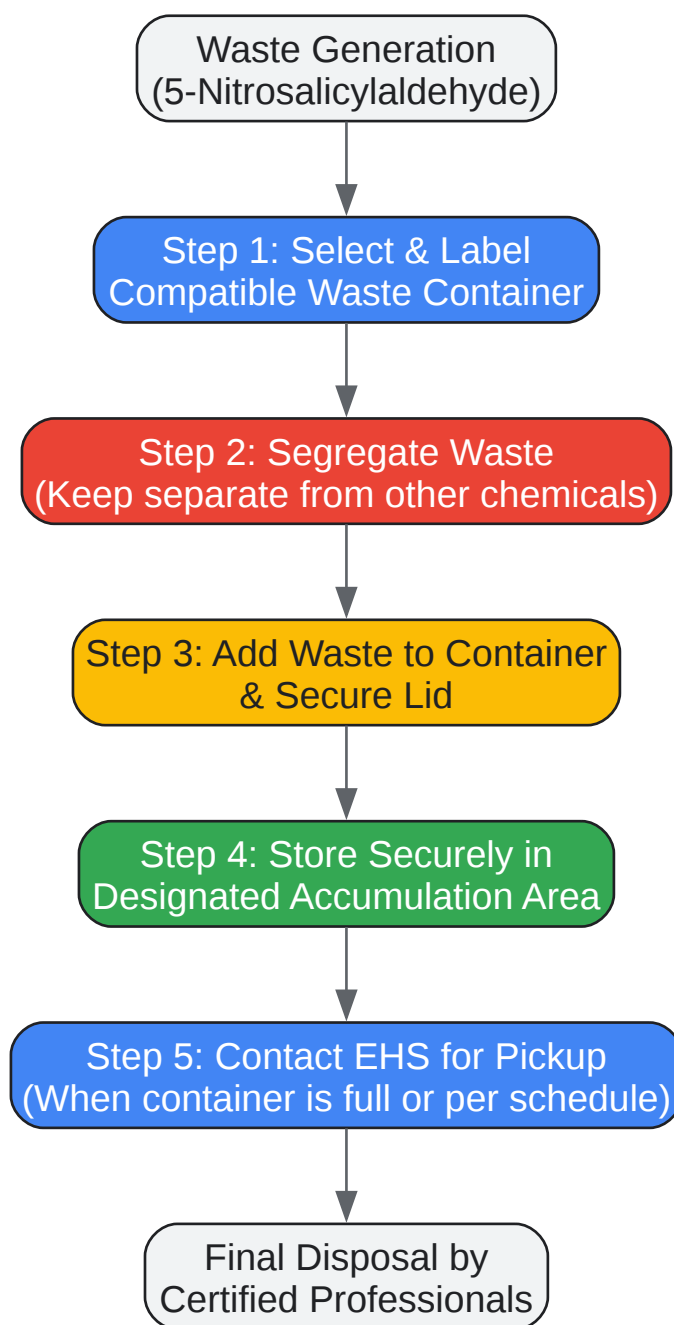 Waste Generation
(5-Nitrosalicylaldehyde)
Step 1: Select & Label
Compatible Waste Container
Step 2: Segregate Waste
(Keep separate from other chemicals)
Step 3: Add Waste to Container
& Secure Lid
Step 4: Store Securely in
Designated Accumulation Area
Step 5: Contact EHS for Pickup
(When container is full or per schedule)
Final Disposal by
Certified Professionals